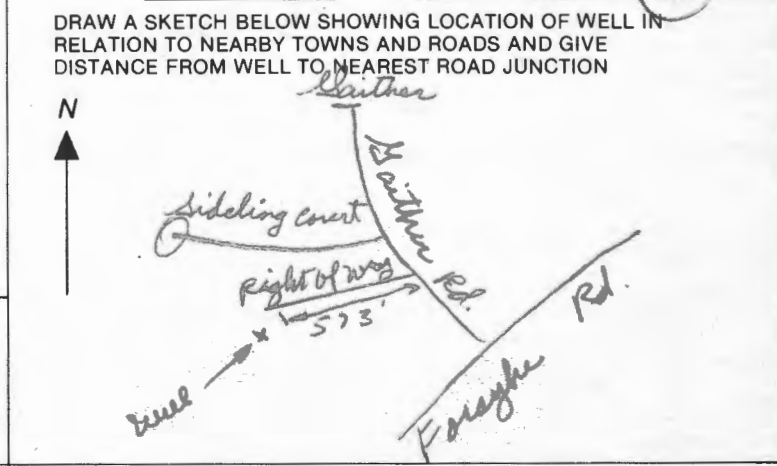 DRAW A SKETCH BELOW SHOWING LOCATION OF WELL IN
RELATION TO NEARBY TOWNS AND ROADS AND GIVE
DISTANCE FROM WELL TO NEAREST ROAD JUNCTION
N
Gaither
Gaither Rd.
Sideling court
Right of way
573'
x
well
Forsythe Rd.